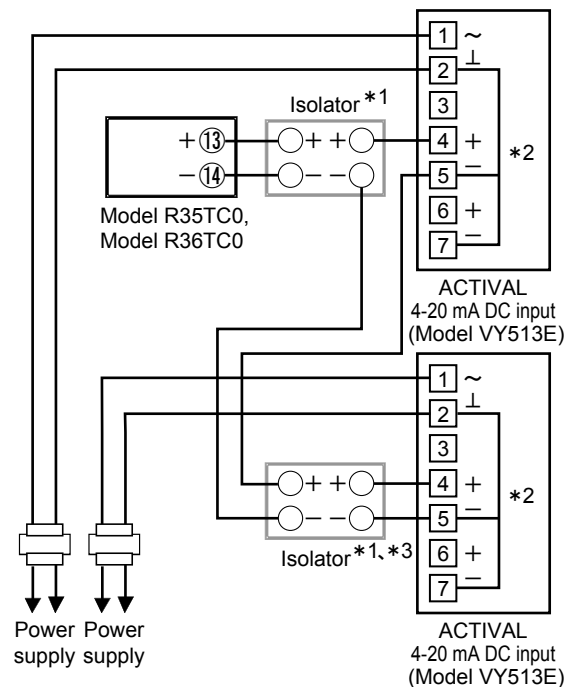 1 ~
2 ⊥
3
Isolator *1
+ ⑬ + + 4 +
*2
− ⑭ − − 5 −
6 +
7 −
Model R35TC0,
Model R36TC0
ACTIVAL
4-20 mA DC input
(Model VY513E)
1 ~
2 ⊥
3
+ + 4 +
*2
− − 5 −
Isolator *1、*3
6 +
7 −
Power supply
Power supply
ACTIVAL
4-20 mA DC input
(Model VY513E)